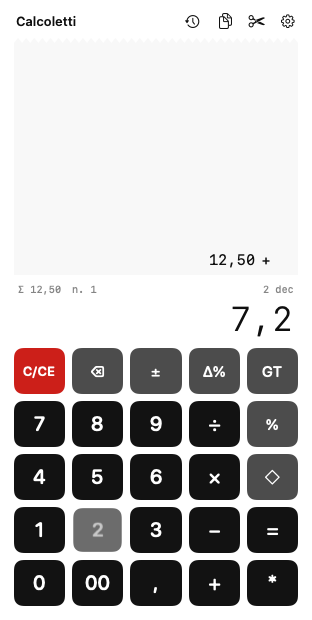 Calcoletti
12,50 +
Σ 12,50 n. 1 2 dec
7,2
C/CE ± Δ% GT
7 8 9 ÷ %
4 5 6 × ◇
1 2 3 − =
0 00 , + *